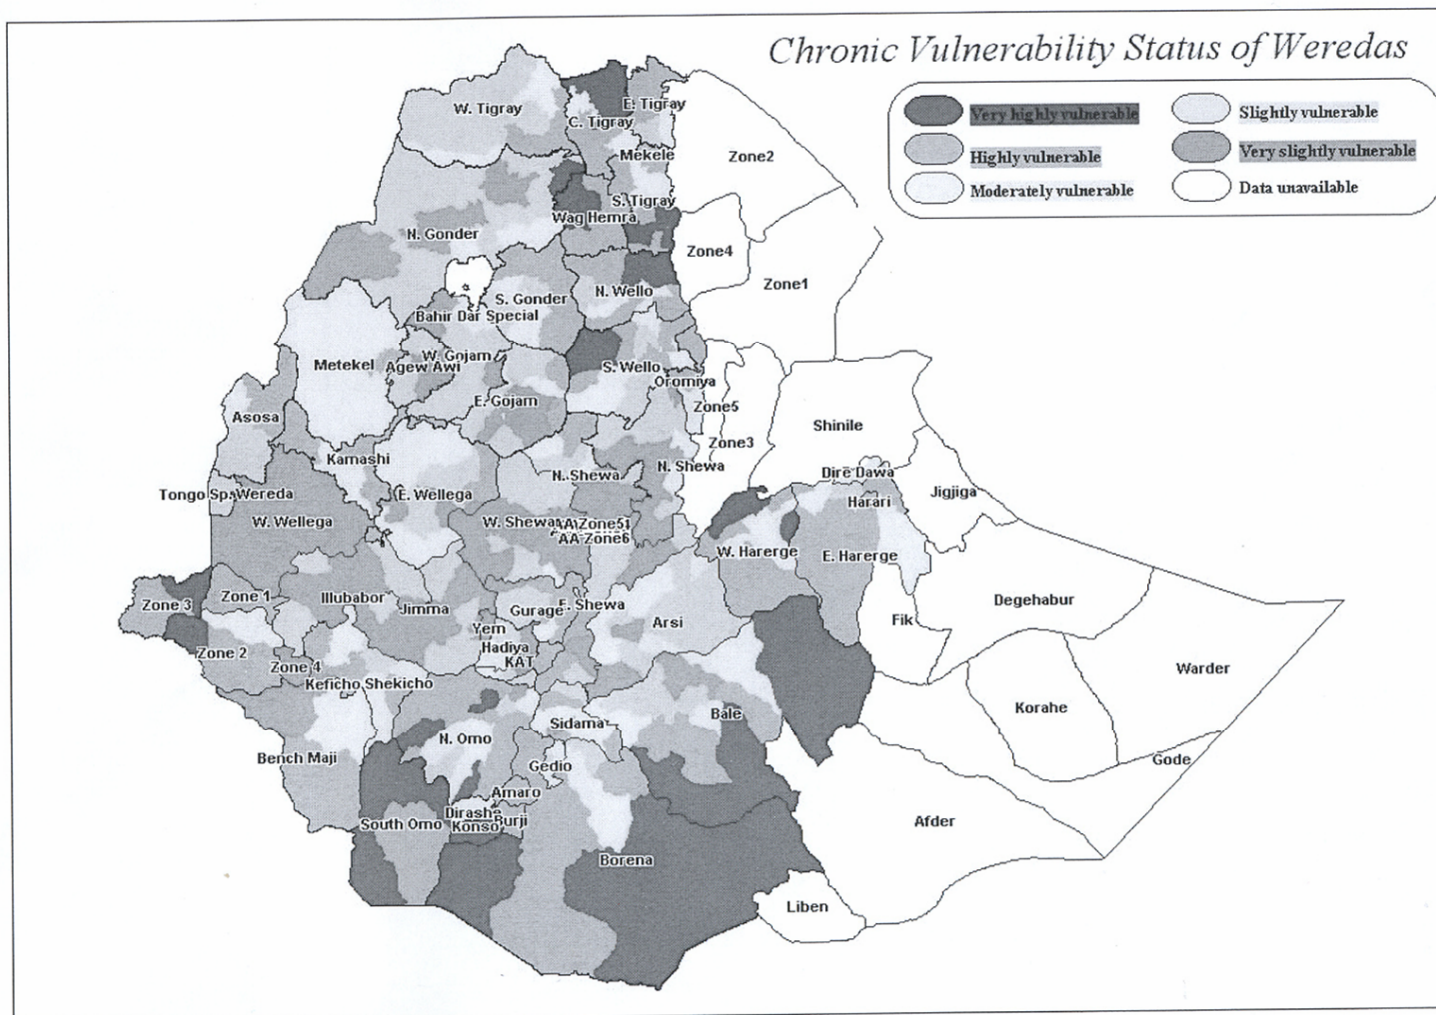 Chronic Vulnerability Status of Weredas
Very highly vulnerable
Slightly vulnerable
Highly vulnerable
Very slightly vulnerable
Moderately vulnerable
Data unavailable
W. Tigray
E. Tigray
C. Tigray
Mekele
Zone2
S. Tigray
Wag Hemra
N. Gonder
Zone4
Zone1
N. Wello
S. Gonder
Bahir Dar Special
W. Gojam
Metekel
Agew Awi
S. Wello
Oromiya
E. Gojam
Zone5
Asosa
Shinile
Zone3
Kamashi
N. Shewa
N. Shewa
Dire Dawa
Tongo Sp. Wereda
E. Wellega
Jigjiga
Harari
W. Wellega
W. Shewa
AA Zone6
W. Harerge
E. Harerge
Zone 3
Zone 1
Illubabor
Jimma
Gurage
E. Shewa
Arsi
Degehabur
Fik
Yem
Hadiya
KAT
Zone 2
Zone 4
Warder
Keficho Shekicho
Korahe
Bale
Sidama
N. Omo
Bench Maji
Gedio
Gode
Amaro
Dirashe
Burji
Konso
South Omo
Afder
Borena
Liben